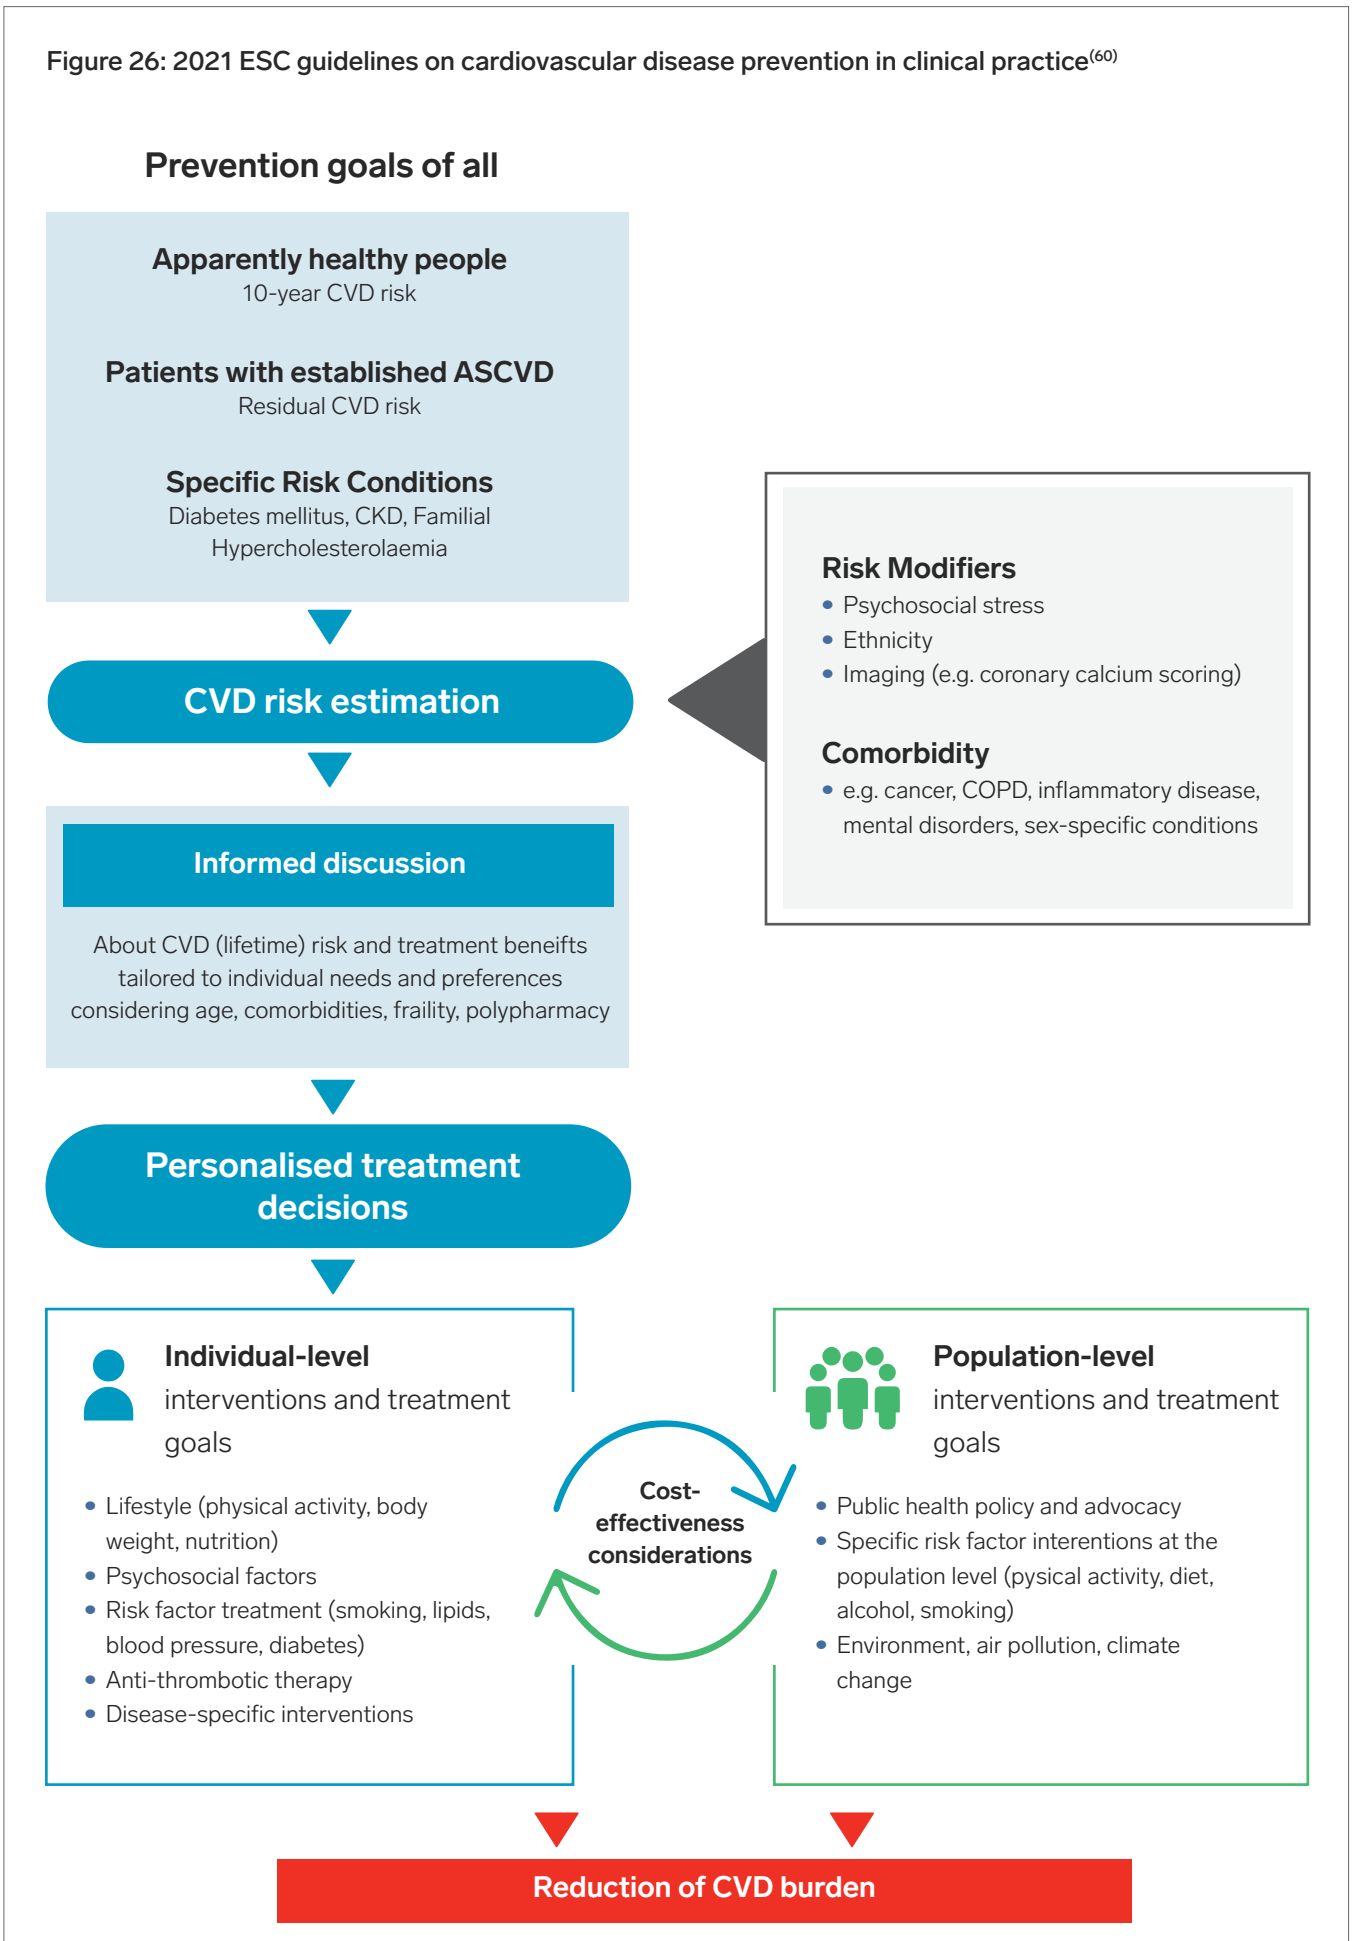 Figure 26: 2021 ESC guidelines on cardiovascular disease prevention in clinical practice(60)
Prevention goals of all
Apparently healthy people
10-year CVD risk
Patients with established ASCVD
Residual CVD risk
Specific Risk Conditions
Diabetes mellitus, CKD, Familial
Hypercholesterolaemia
CVD risk estimation
Risk Modifiers
• Psychosocial stress
• Ethnicity
• Imaging (e.g. coronary calcium scoring)
Comorbidity
• e.g. cancer, COPD, inflammatory disease,
mental disorders, sex-specific conditions
Informed discussion
About CVD (lifetime) risk and treatment beneifts
tailored to individual needs and preferences
considering age, comorbidities, fraility, polypharmacy
Personalised treatment
decisions
Individual-level
interventions and treatment
goals
• Lifestyle (physical activity, body
weight, nutrition)
• Psychosocial factors
• Risk factor treatment (smoking, lipids,
blood pressure, diabetes)
• Anti-thrombotic therapy
• Disease-specific interventions
Cost-
effectiveness
considerations
Population-level
interventions and treatment
goals
• Public health policy and advocacy
• Specific risk factor interentions at the
population level (pysical activity, diet,
alcohol, smoking)
• Environment, air pollution, climate
change
Reduction of CVD burden